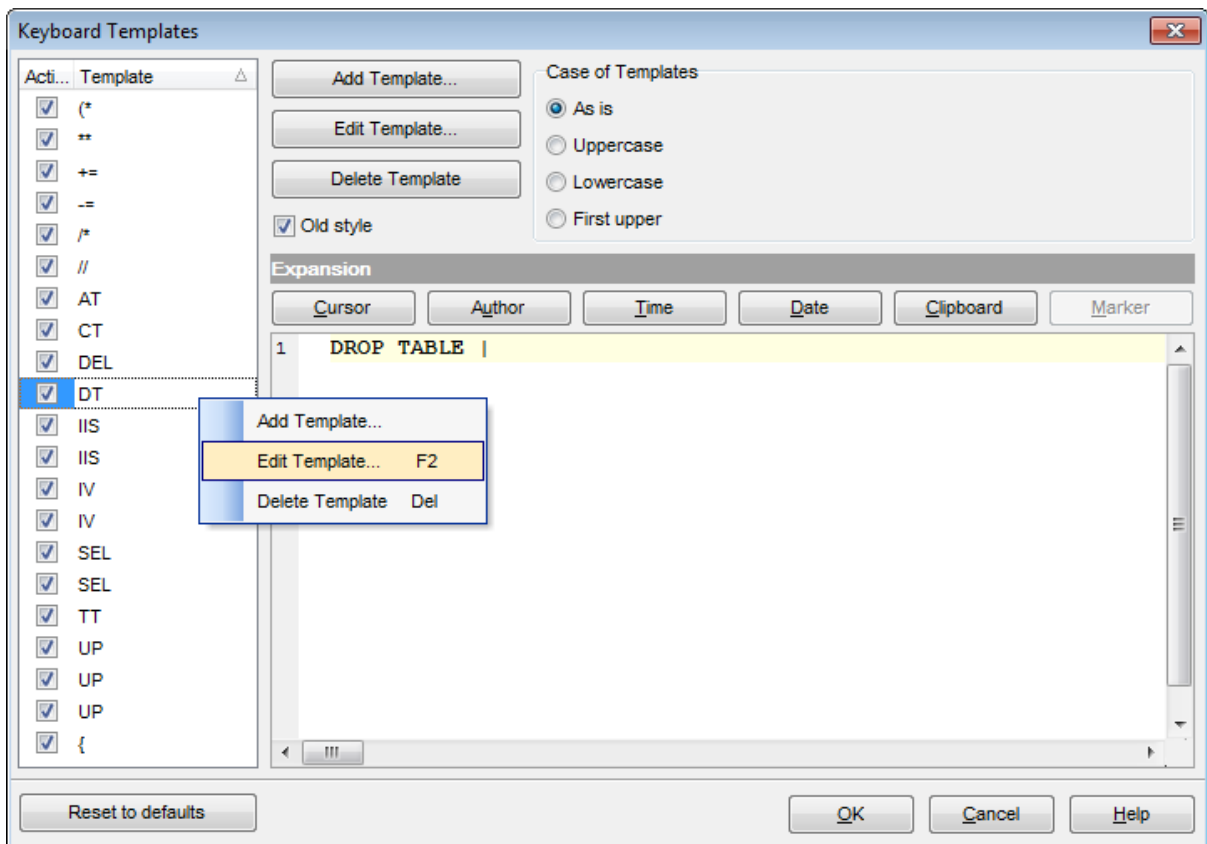 Keyboard Templates
Acti... Template
(*
**
+=
-=
/*
//
AT
CT
DEL
DT
IIS
IIS
IV
IV
SEL
SEL
TT
UP
UP
UP
{
Add Template...
Edit Template...
Delete Template
Old style
Case of Templates
As is
Uppercase
Lowercase
First upper
Expansion
Cursor Author Time Date Clipboard Marker
1 DROP TABLE |
Add Template...
Edit Template... F2
Delete Template Del
Reset to defaults OK Cancel Help